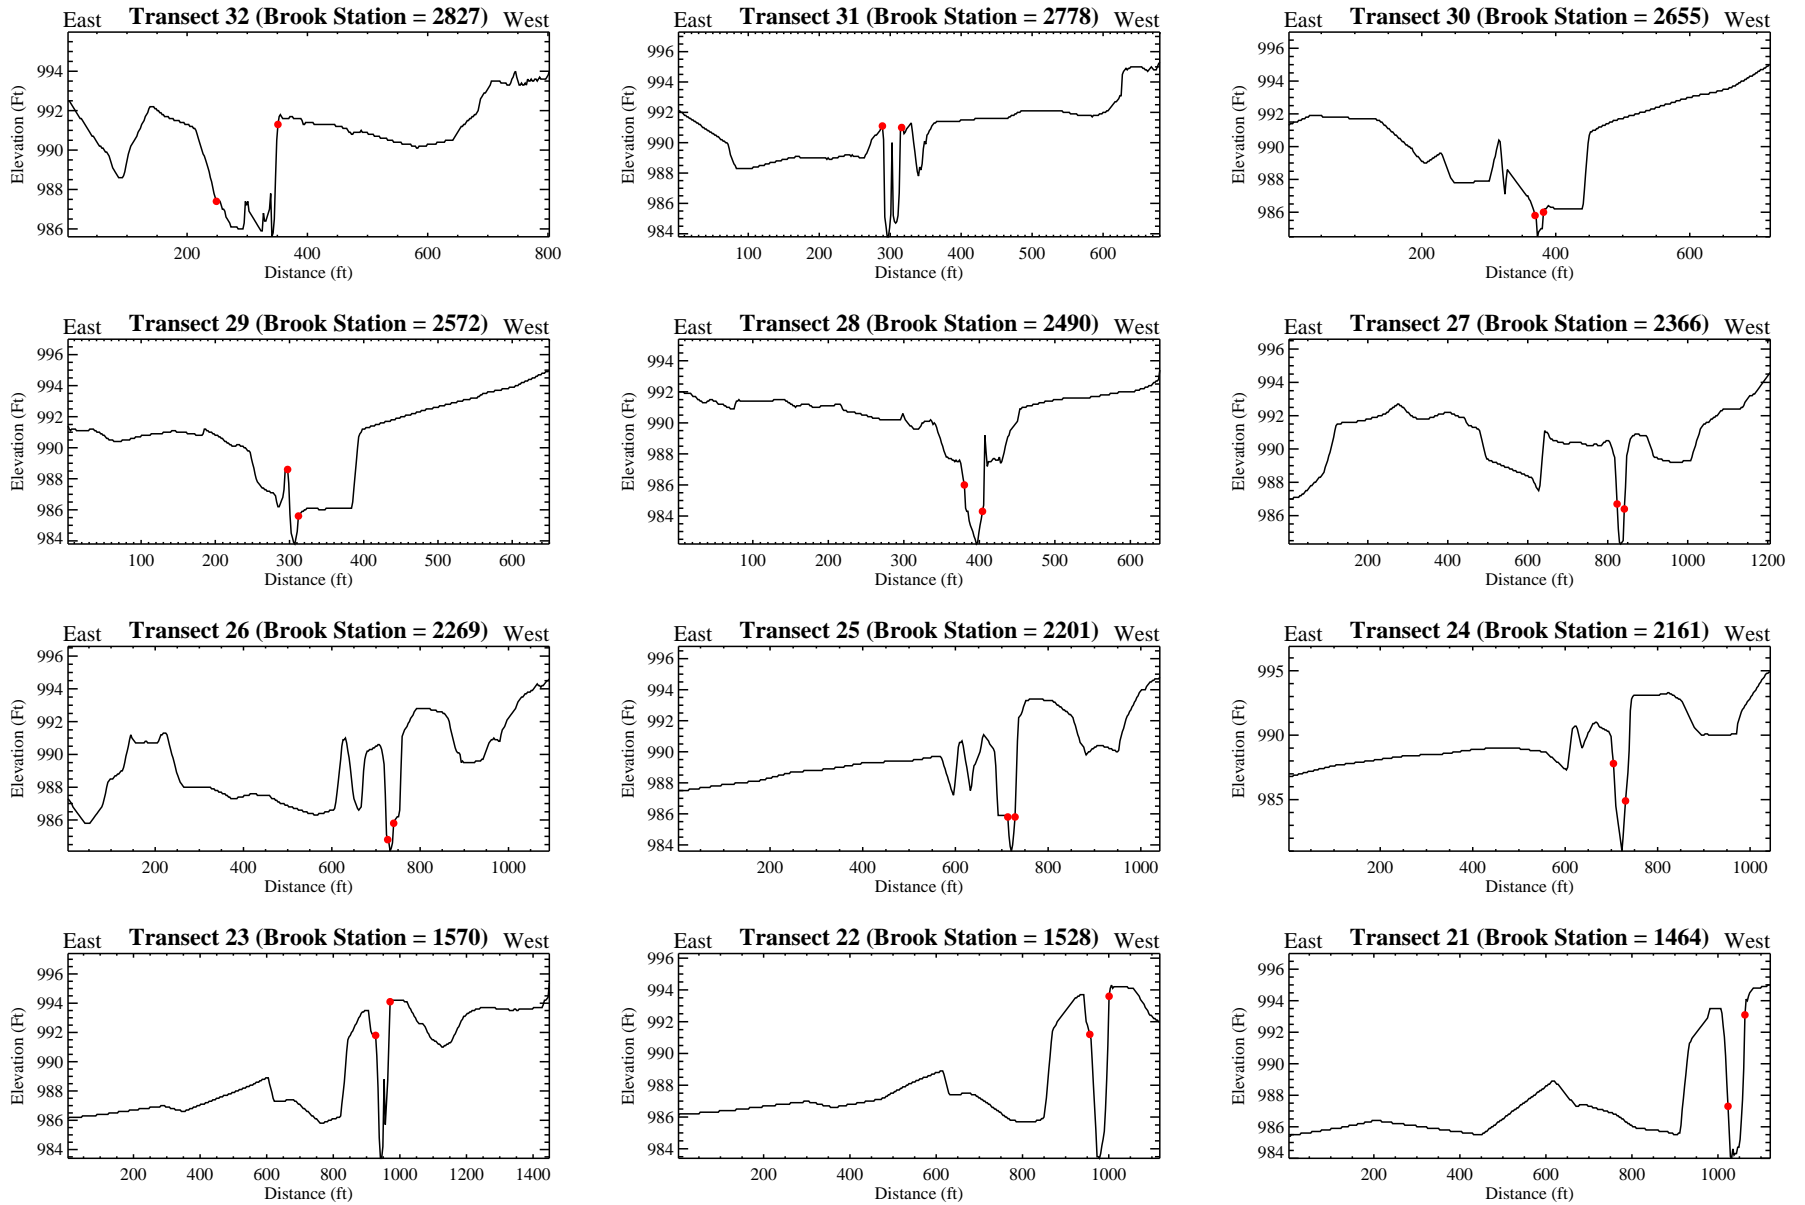 East Transect 32 (Brook Station = 2827) West
Elevation (Ft)
994
992
990
988
986
200 400 600 800
Distance (ft)
East Transect 31 (Brook Station = 2778) West
Elevation (Ft)
996
994
992
990
988
986
984
100 200 300 400 500 600
Distance (ft)
East Transect 30 (Brook Station = 2655) West
Elevation (Ft)
996
994
992
990
988
986
200 400 600
Distance (ft)
East Transect 29 (Brook Station = 2572) West
Elevation (Ft)
996
994
992
990
988
986
984
100 200 300 400 500 600
Distance (ft)
East Transect 28 (Brook Station = 2490) West
Elevation (Ft)
994
992
990
988
986
984
100 200 300 400 500 600
Distance (ft)
East Transect 27 (Brook Station = 2366) West
Elevation (Ft)
996
994
992
990
988
986
200 400 600 800 1000 1200
Distance (ft)
East Transect 26 (Brook Station = 2269) West
Elevation (Ft)
996
994
992
990
988
986
200 400 600 800 1000
Distance (ft)
East Transect 25 (Brook Station = 2201) West
Elevation (Ft)
996
994
992
990
988
986
984
200 400 600 800 1000
Distance (ft)
East Transect 24 (Brook Station = 2161) West
Elevation (Ft)
995
990
985
200 400 600 800 1000
Distance (ft)
East Transect 23 (Brook Station = 1570) West
Elevation (Ft)
996
994
992
990
988
986
984
200 400 600 800 1000 1200 1400
Distance (ft)
East Transect 22 (Brook Station = 1528) West
Elevation (Ft)
996
994
992
990
988
986
984
200 400 600 800 1000
Distance (ft)
East Transect 21 (Brook Station = 1464) West
Elevation (Ft)
996
994
992
990
988
986
984
200 400 600 800 1000
Distance (ft)